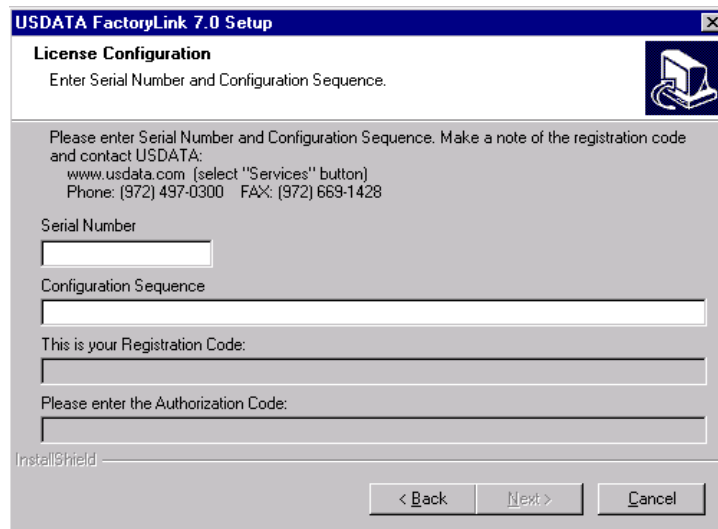 USDATA FactoryLink 7.0 Setup
License Configuration
Enter Serial Number and Configuration Sequence.
Please enter Serial Number and Configuration Sequence. Make a note of the registration code
and contact USDATA:
www.usdata.com (select "Services" button)
Phone: (972) 497-0300 FAX: (972) 669-1428
Serial Number
Configuration Sequence
This is your Registration Code:
Please enter the Authorization Code:
InstallShield
< Back Next > Cancel